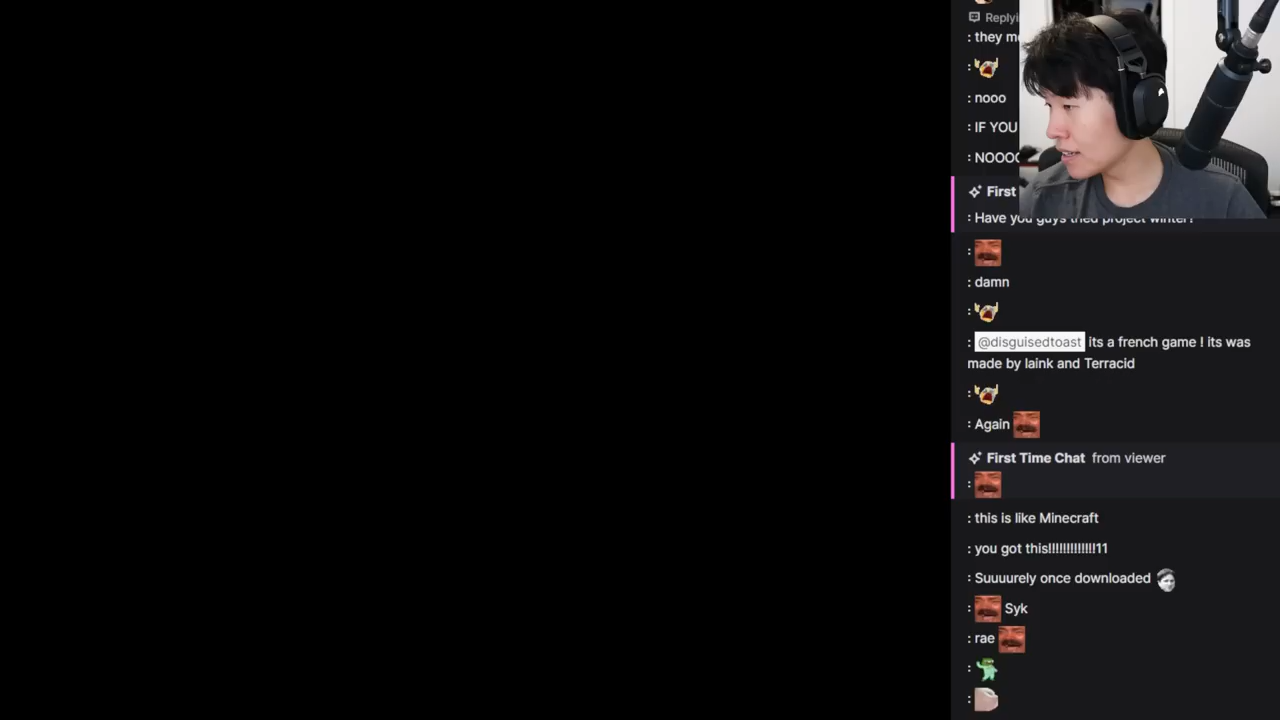 Replyi
: they m
:
: nooo
: IF YOU
: NOOO
First
: Have you guys tried project winter?
:
: damn
:
: @disguisedtoast its a french game ! its was
made by laink and Terracid
:
: Again
First Time Chat from viewer
:
: this is like Minecraft
: you got this!!!!!!!!!!!!!11
: Suuuurely once downloaded
: Syk
: rae
:
: